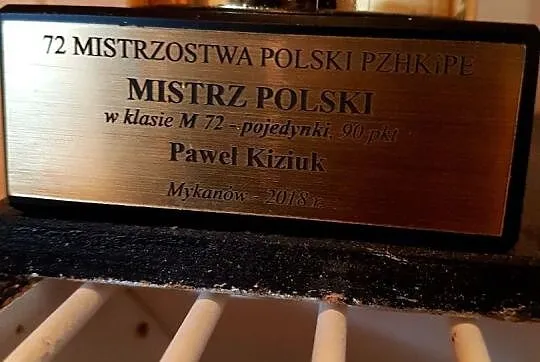 72 MISTRZOSTWA POLSKI PZHKiPE
MISTRZ POLSKI
w klasie M 72 - pojedynki, 90 pkt
Paweł Kiziuk
Mykanów - 2018 r.